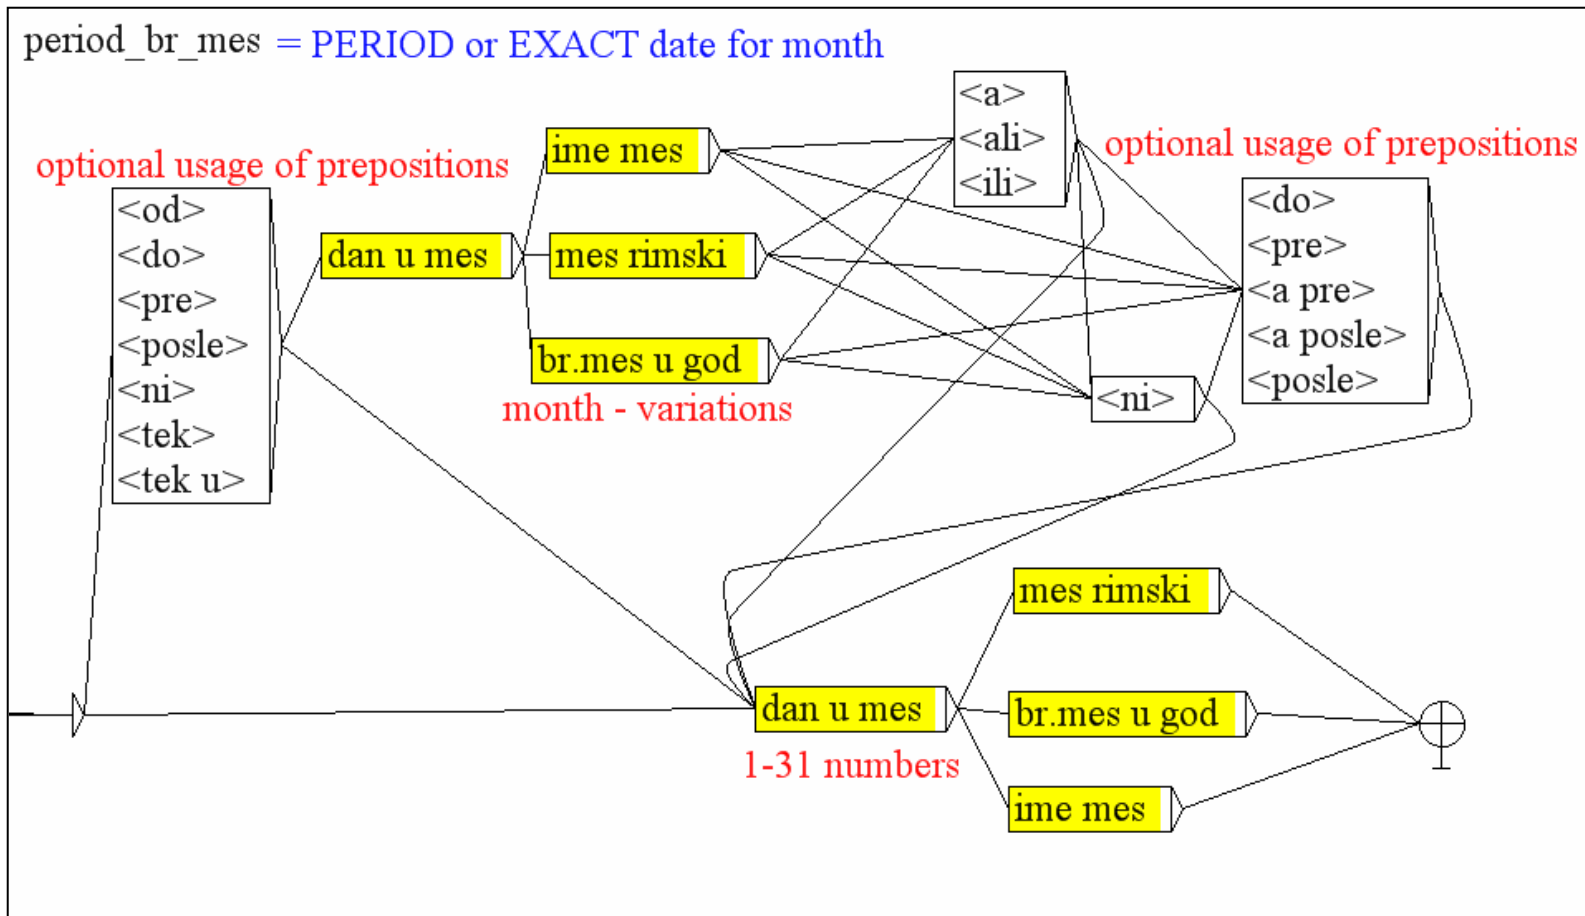 period_br_mes = PERIOD or EXACT date for month
optional usage of prepositions
<od>
<do>
<pre>
<posle>
<ni>
<tek>
<tek u>
dan u mes
ime mes
mes rimski
br.mes u god
month - variations
<a>
<ali>
<ili>
<ni>
optional usage of prepositions
<do>
<pre>
<a pre>
<a posle>
<posle>
dan u mes
1-31 numbers
mes rimski
br.mes u god
ime mes